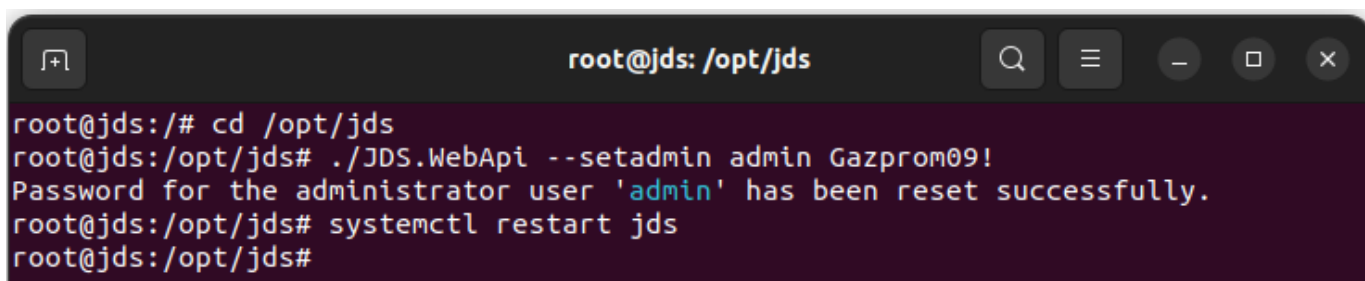 root@jds: /opt/jds
root@jds:/# cd /opt/jds
root@jds:/opt/jds# ./JDS.WebApi --setadmin admin Gazprom09!
Password for the administrator user 'admin' has been reset successfully.
root@jds:/opt/jds# systemctl restart jds
root@jds:/opt/jds#